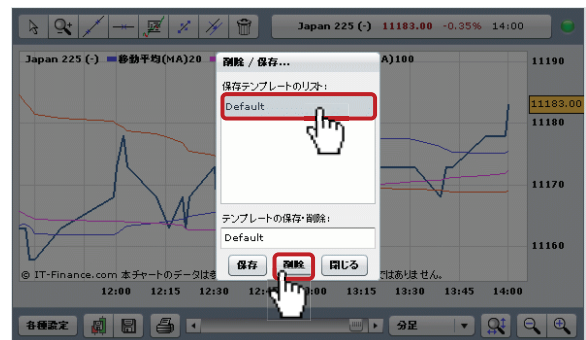 Japan 225 (-) 11183.00 -0.35% 14:00
Japan 225 (-) 移動平均(MA)20 A)100
削除 / 保存...
保存テンプレートのリスト:
Default
テンプレートの保存・削除:
Default
保存 削除 閉じる
11190
11183.00
11180
11170
11160
© IT-Finance.com 本チャートのデータは ではありません。
12:00 12:15 12:30 13:15 13:30 13:45 14:00
各種設定 分足